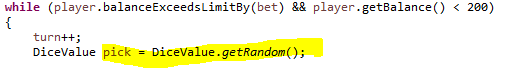 while (player.balanceExceedsLimitBy(bet) && player.getBalance() < 200)
{
turn++;
DiceValue pick = DiceValue.getRandom();